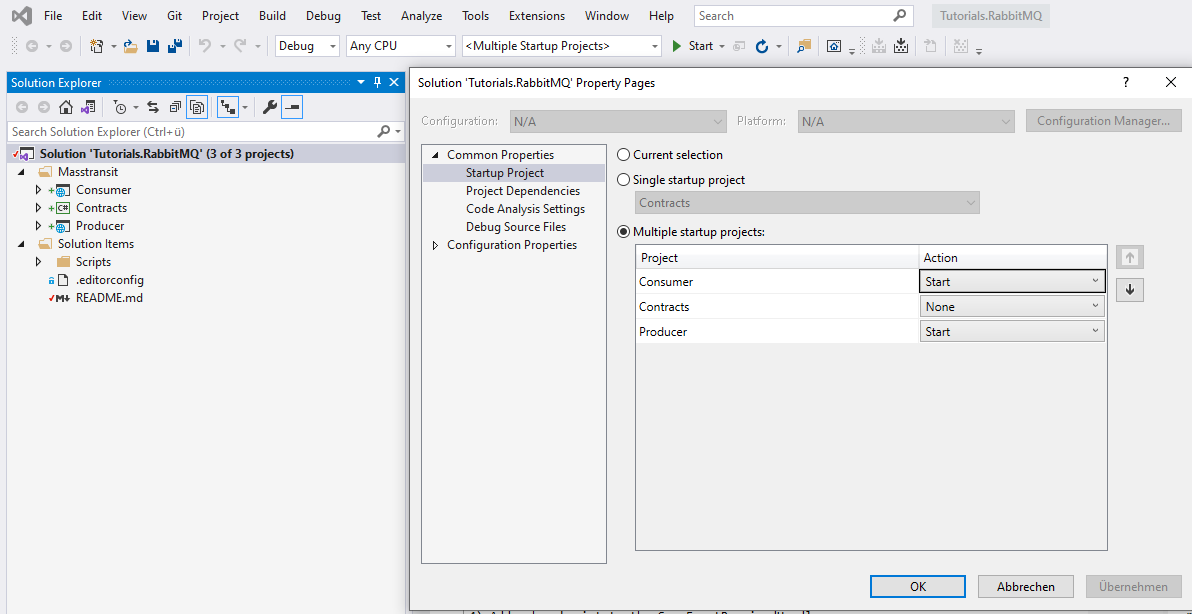 File Edit View Git Project Build Debug Test Analyze Tools Extensions Window Help Search Tutorials.RabbitMQ
Debug Any CPU <Multiple Startup Projects> Start
Solution Explorer
Search Solution Explorer (Ctrl+ü)
Solution 'Tutorials.RabbitMQ' (3 of 3 projects)
Masstransit
Consumer
C# Contracts
Producer
Solution Items
Scripts
.editorconfig
M↓ README.md
Solution 'Tutorials.RabbitMQ' Property Pages ?
Configuration: N/A Platform: N/A Configuration Manager...
Common Properties
Startup Project
Project Dependencies
Code Analysis Settings
Debug Source Files
Configuration Properties
Current selection
Single startup project
Contracts
Multiple startup projects:
Project Action
Consumer Start
Contracts None
Producer Start
OK Abbrechen Übernehmen